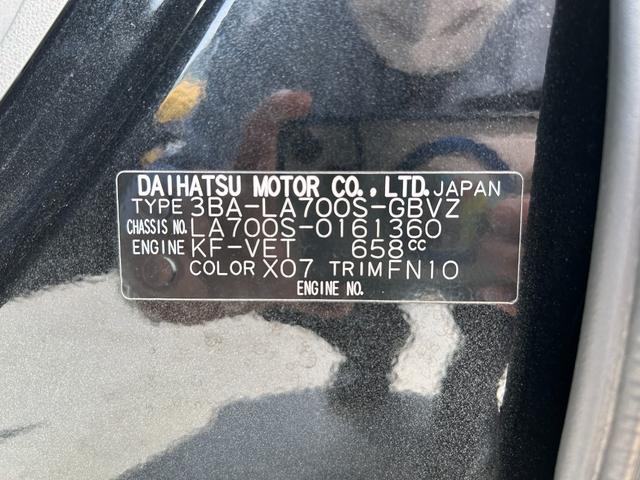 DAIHATSU MOTOR CO., LTD. JAPAN
TYPE 3BA-LA700S-GBVZ
CHASSIS NO. LA700S-0161360
ENGINE KF-VET 658cc
COLOR X07 TRIM FN10
ENGINE NO.